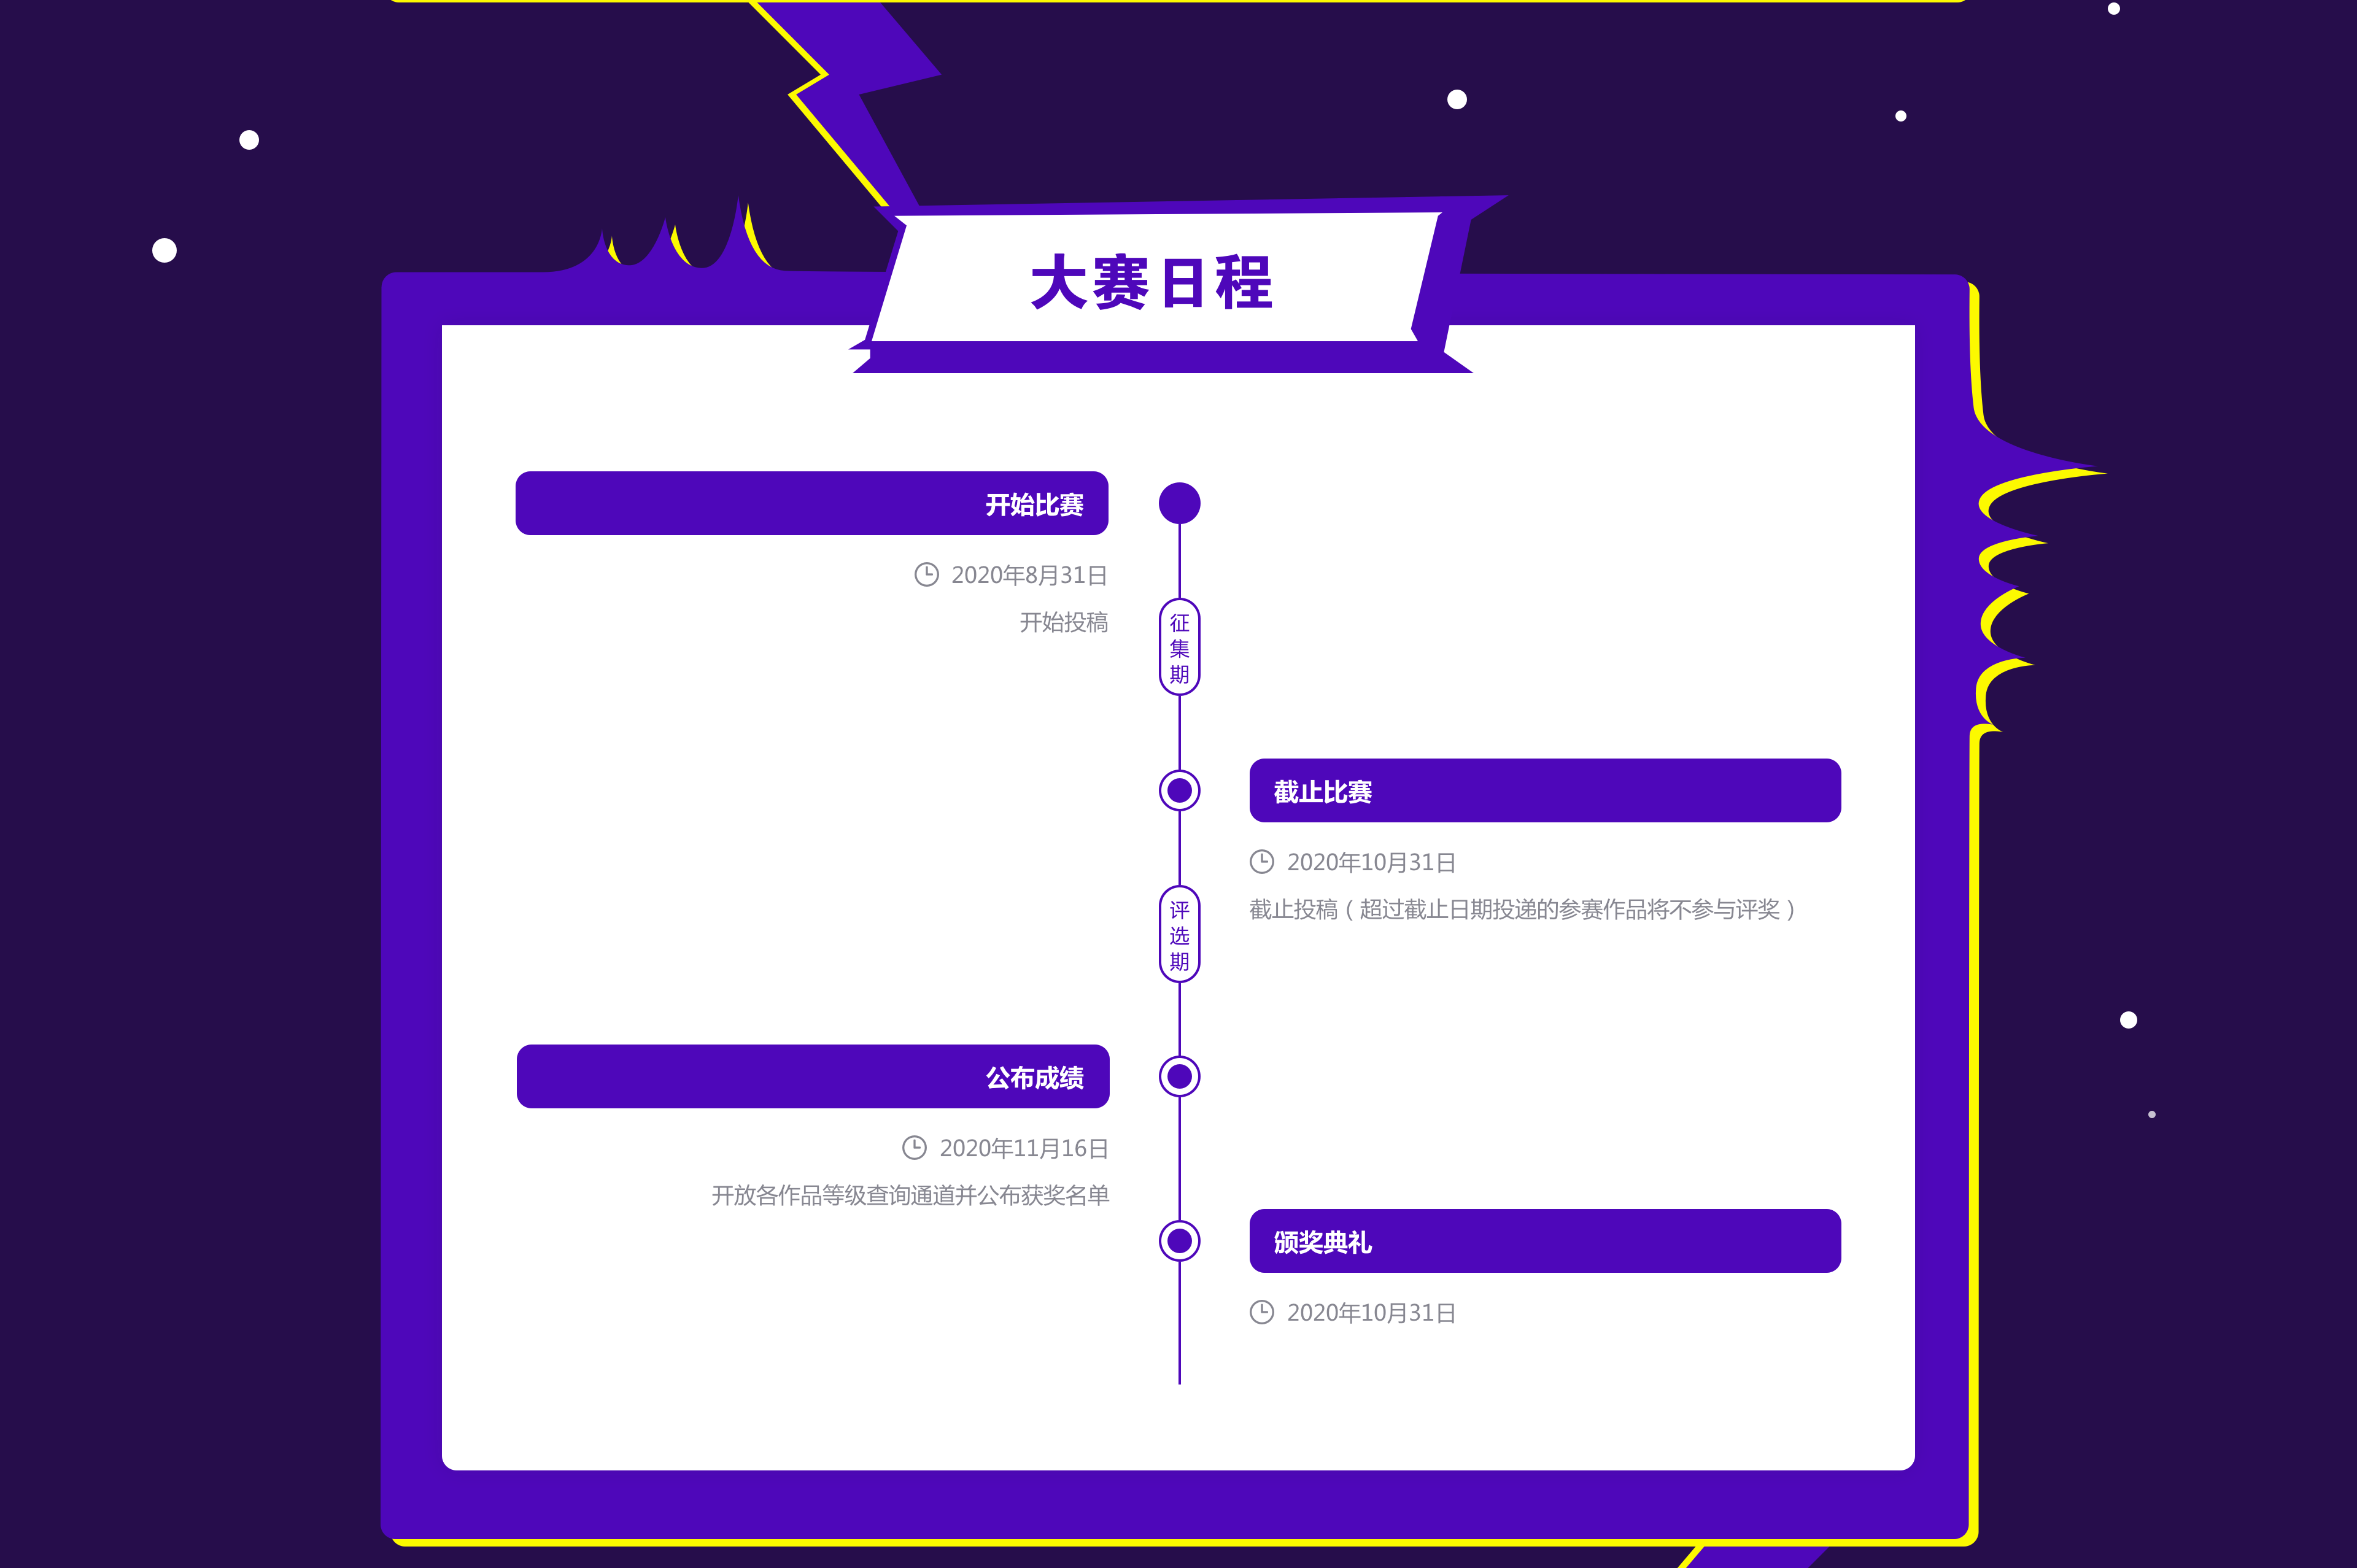 大赛日程
开始比赛
2020年8月31日
开始投稿
征集期
截止比赛
2020年10月31日
截止投稿（超过截止日期投递的参赛作品将不参与评奖）
评选期
公布成绩
2020年11月16日
开放各作品等级查询通道并公布获奖名单
颁奖典礼
2020年10月31日